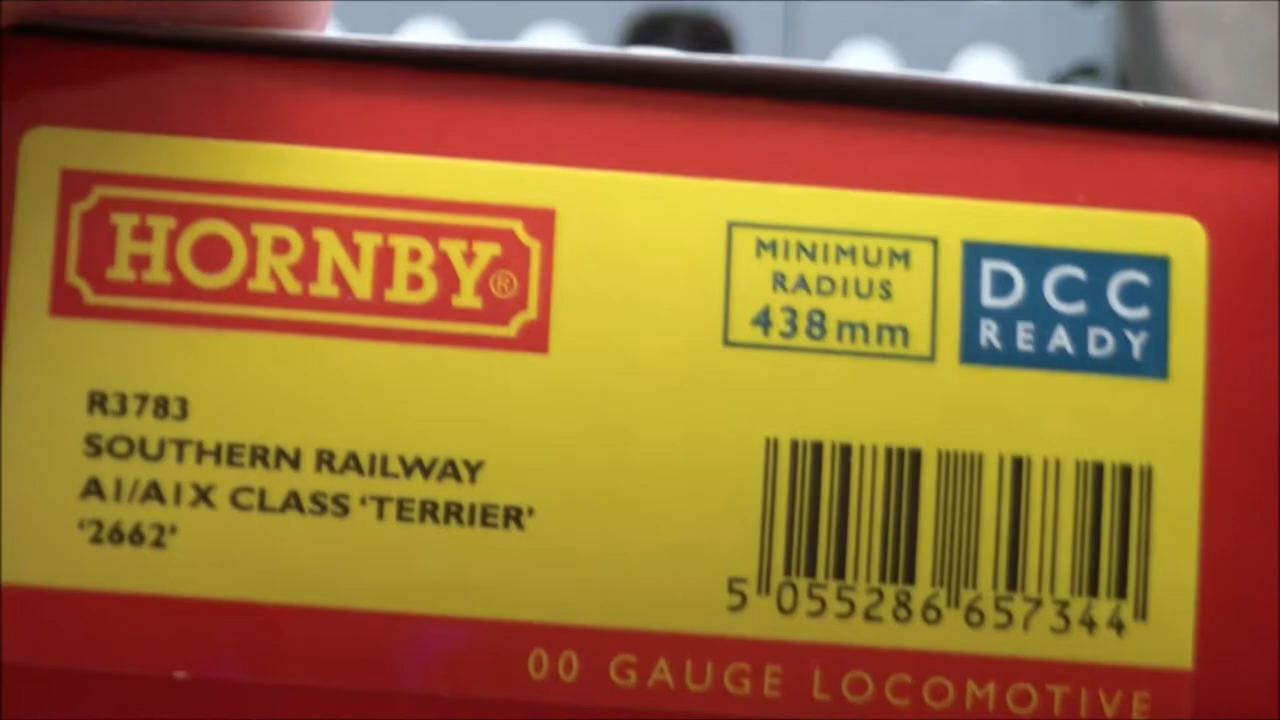 HORNBY®
MINIMUM
RADIUS
438mm
DCC
READY
R3783
SOUTHERN RAILWAY
A1/A1X CLASS ‘TERRIER’
‘2662’
5 055286 657344
00 GAUGE LOCOMOTIVE